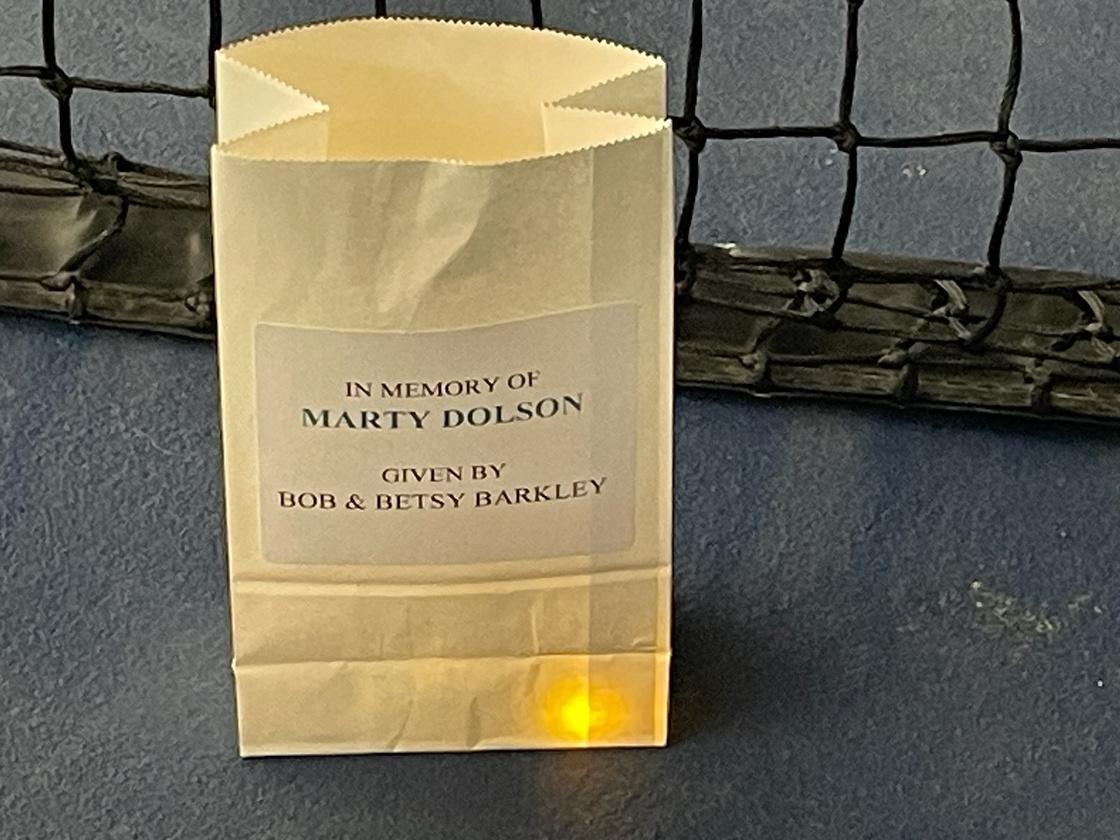 IN MEMORY OF
MARTY DOLSON
GIVEN BY
BOB & BETSY BARKLEY